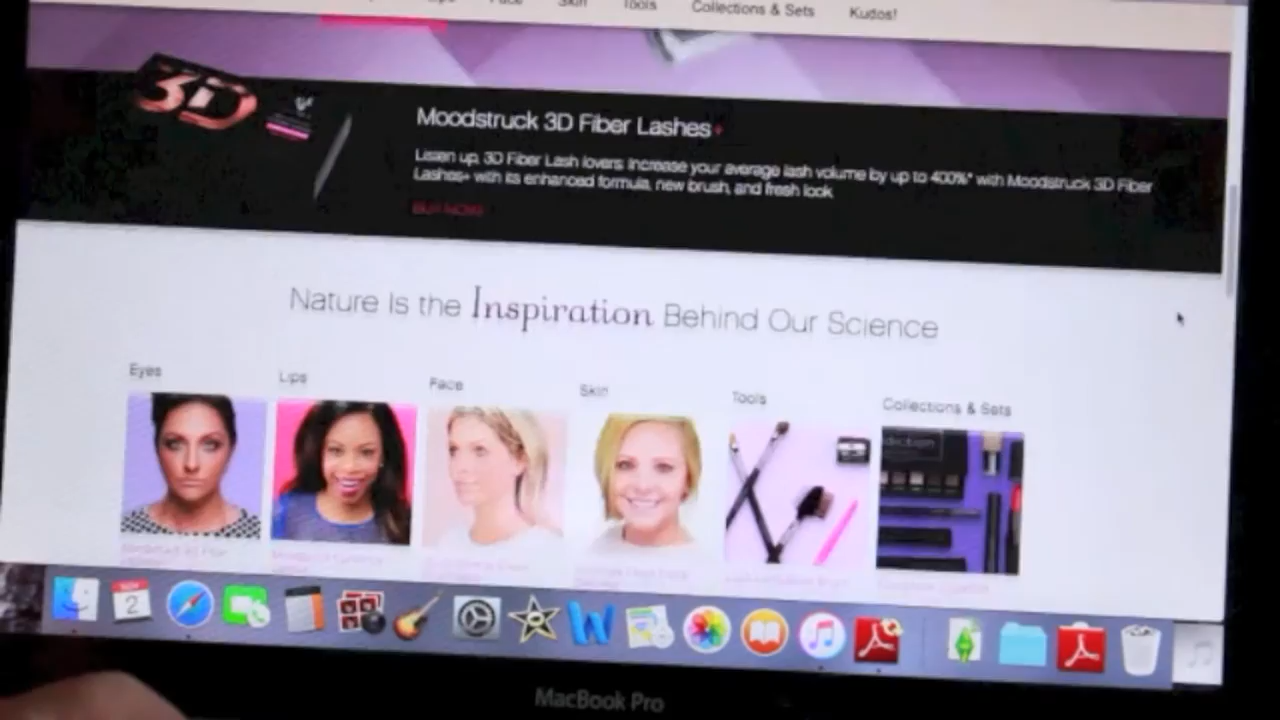 Skin
Tools
Collections & Sets
Kudos!
3D
Moodstruck 3D Fiber Lashes+
Listen up, 3D Fiber Lash lovers: Increase your average lash volume by up to 400%* with Moodstruck 3D Fiber
Lashes+ with its enhanced formula, new brush, and fresh look.
BUY NOW
Nature Is the Inspiration Behind Our Science
Eyes
Lips
Face
Skin
Tools
Collections & Sets
diction
NOV
2
MacBook Pro